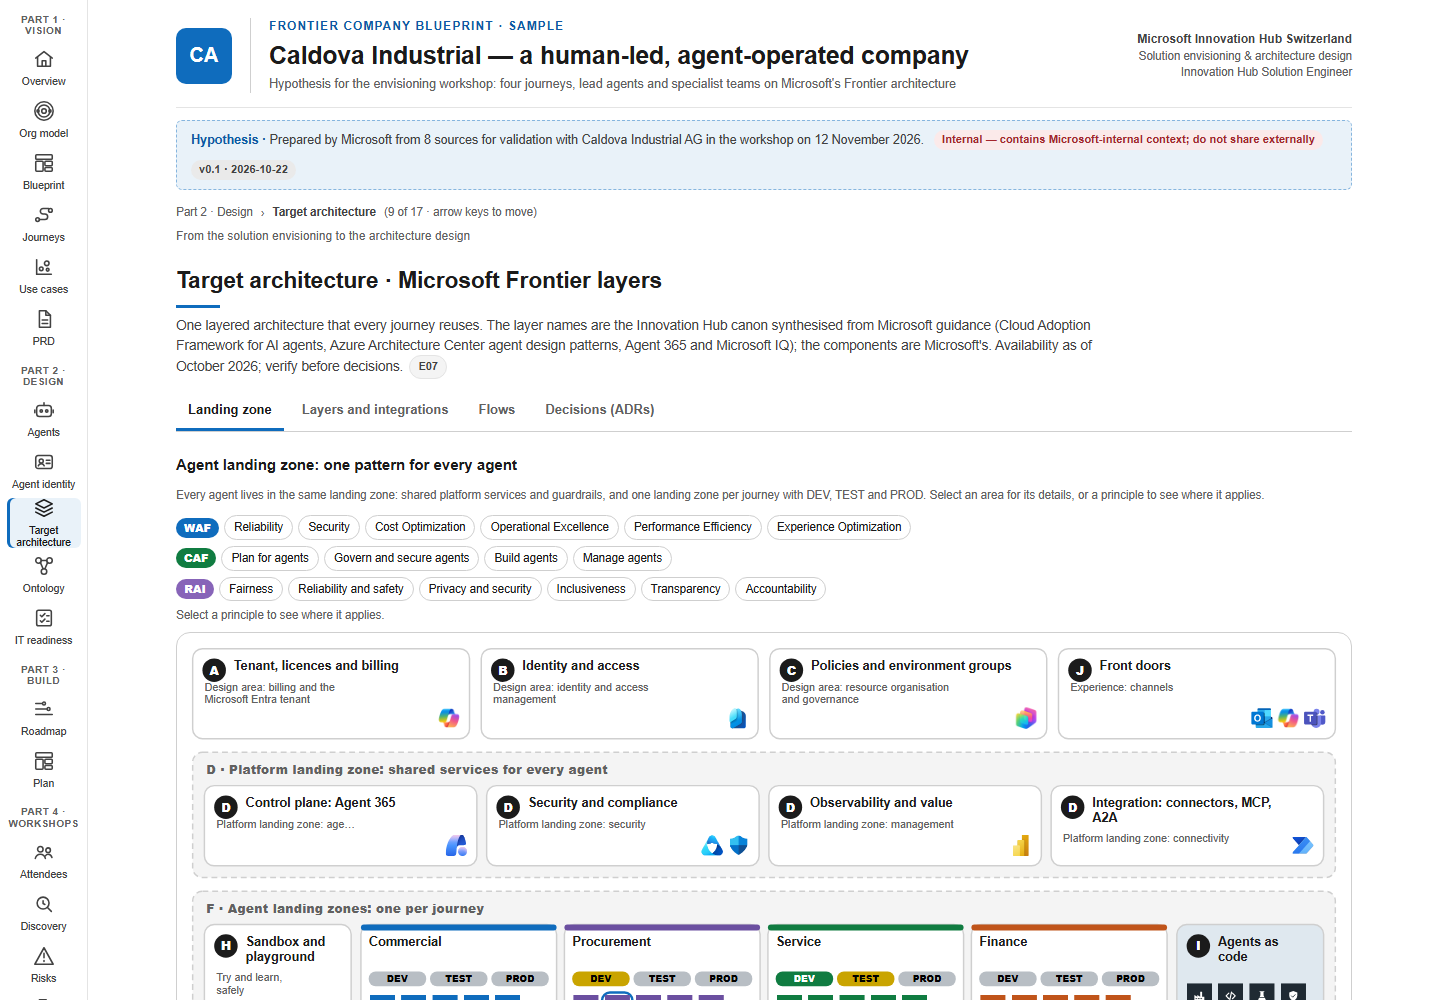 PART 1 ·
VISION
Overview
Org model
Blueprint
Journeys
Use cases
PRD
PART 2 ·
DESIGN
Agents
Agent identity
Target
architecture
Ontology
IT readiness
PART 3 ·
BUILD
Roadmap
Plan
PART 4 ·
WORKSHOPS
Attendees
Discovery
Risks
CA
FRONTIER COMPANY BLUEPRINT · SAMPLE
Caldova Industrial — a human-led, agent-operated company
Hypothesis for the envisioning workshop: four journeys, lead agents and specialist teams on Microsoft's Frontier architecture
Microsoft Innovation Hub Switzerland
Solution envisioning & architecture design
Innovation Hub Solution Engineer
Hypothesis · Prepared by Microsoft from 8 sources for validation with Caldova Industrial AG in the workshop on 12 November 2026. Internal — contains Microsoft-internal context; do not share externally
v0.1 · 2026-10-22
Part 2 · Design › Target architecture (9 of 17 · arrow keys to move)
From the solution envisioning to the architecture design
Target architecture · Microsoft Frontier layers
One layered architecture that every journey reuses. The layer names are the Innovation Hub canon synthesised from Microsoft guidance (Cloud Adoption
Framework for AI agents, Azure Architecture Center agent design patterns, Agent 365 and Microsoft IQ); the components are Microsoft's. Availability as of
October 2026; verify before decisions. E07
Landing zone Layers and integrations Flows Decisions (ADRs)
Agent landing zone: one pattern for every agent
Every agent lives in the same landing zone: shared platform services and guardrails, and one landing zone per journey with DEV, TEST and PROD. Select an area for its details, or a principle to see where it applies.
WAF Reliability Security Cost Optimization Operational Excellence Performance Efficiency Experience Optimization
CAF Plan for agents Govern and secure agents Build agents Manage agents
RAI Fairness Reliability and safety Privacy and security Inclusiveness Transparency Accountability
Select a principle to see where it applies.
A Tenant, licences and billing
Design area: billing and the
Microsoft Entra tenant
B Identity and access
Design area: identity and access
management
C Policies and environment groups
Design area: resource organisation
and governance
J Front doors
Experience: channels
D · Platform landing zone: shared services for every agent
D Control plane: Agent 365
Platform landing zone: age...
D Security and compliance
Platform landing zone: security
D Observability and value
Platform landing zone: management
D Integration: connectors, MCP,
A2A
Platform landing zone: connectivity
F · Agent landing zones: one per journey
H Sandbox and
playground
Try and learn,
safely
Commercial
DEV TEST PROD
Procurement
DEV TEST PROD
Service
DEV TEST PROD
Finance
DEV TEST PROD
I Agents as
code